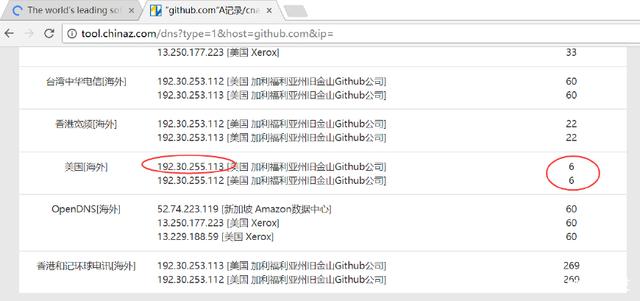 The world's leading sof
"github.com"A记录/cna
tool.chinaz.com/dns?type=1&host=github.com&ip=
13.250.177.223 [美国 Xerox] 33
台湾中华电信[海外] 192.30.253.112 [美国 加利福利亚州旧金山Github公司] 60
192.30.253.113 [美国 加利福利亚州旧金山Github公司] 60
香港宽频[海外] 192.30.253.112 [美国 加利福利亚州旧金山Github公司] 22
192.30.253.113 [美国 加利福利亚州旧金山Github公司] 22
美国[海外] 192.30.255.113 [美国 加利福利亚州旧金山Github公司] 6
192.30.255.112 [美国 加利福利亚州旧金山Github公司] 6
OpenDNS[海外] 52.74.223.119 [新加坡 Amazon数据中心] 60
13.250.177.223 [美国 Xerox] 60
13.229.188.59 [美国 Xerox] 60
香港和记环球电讯[海外] 192.30.253.113 [美国 加利福利亚州旧金山Github公司] 269
192.30.253.112 [美国 加利福利亚州旧金山Github公司] 269